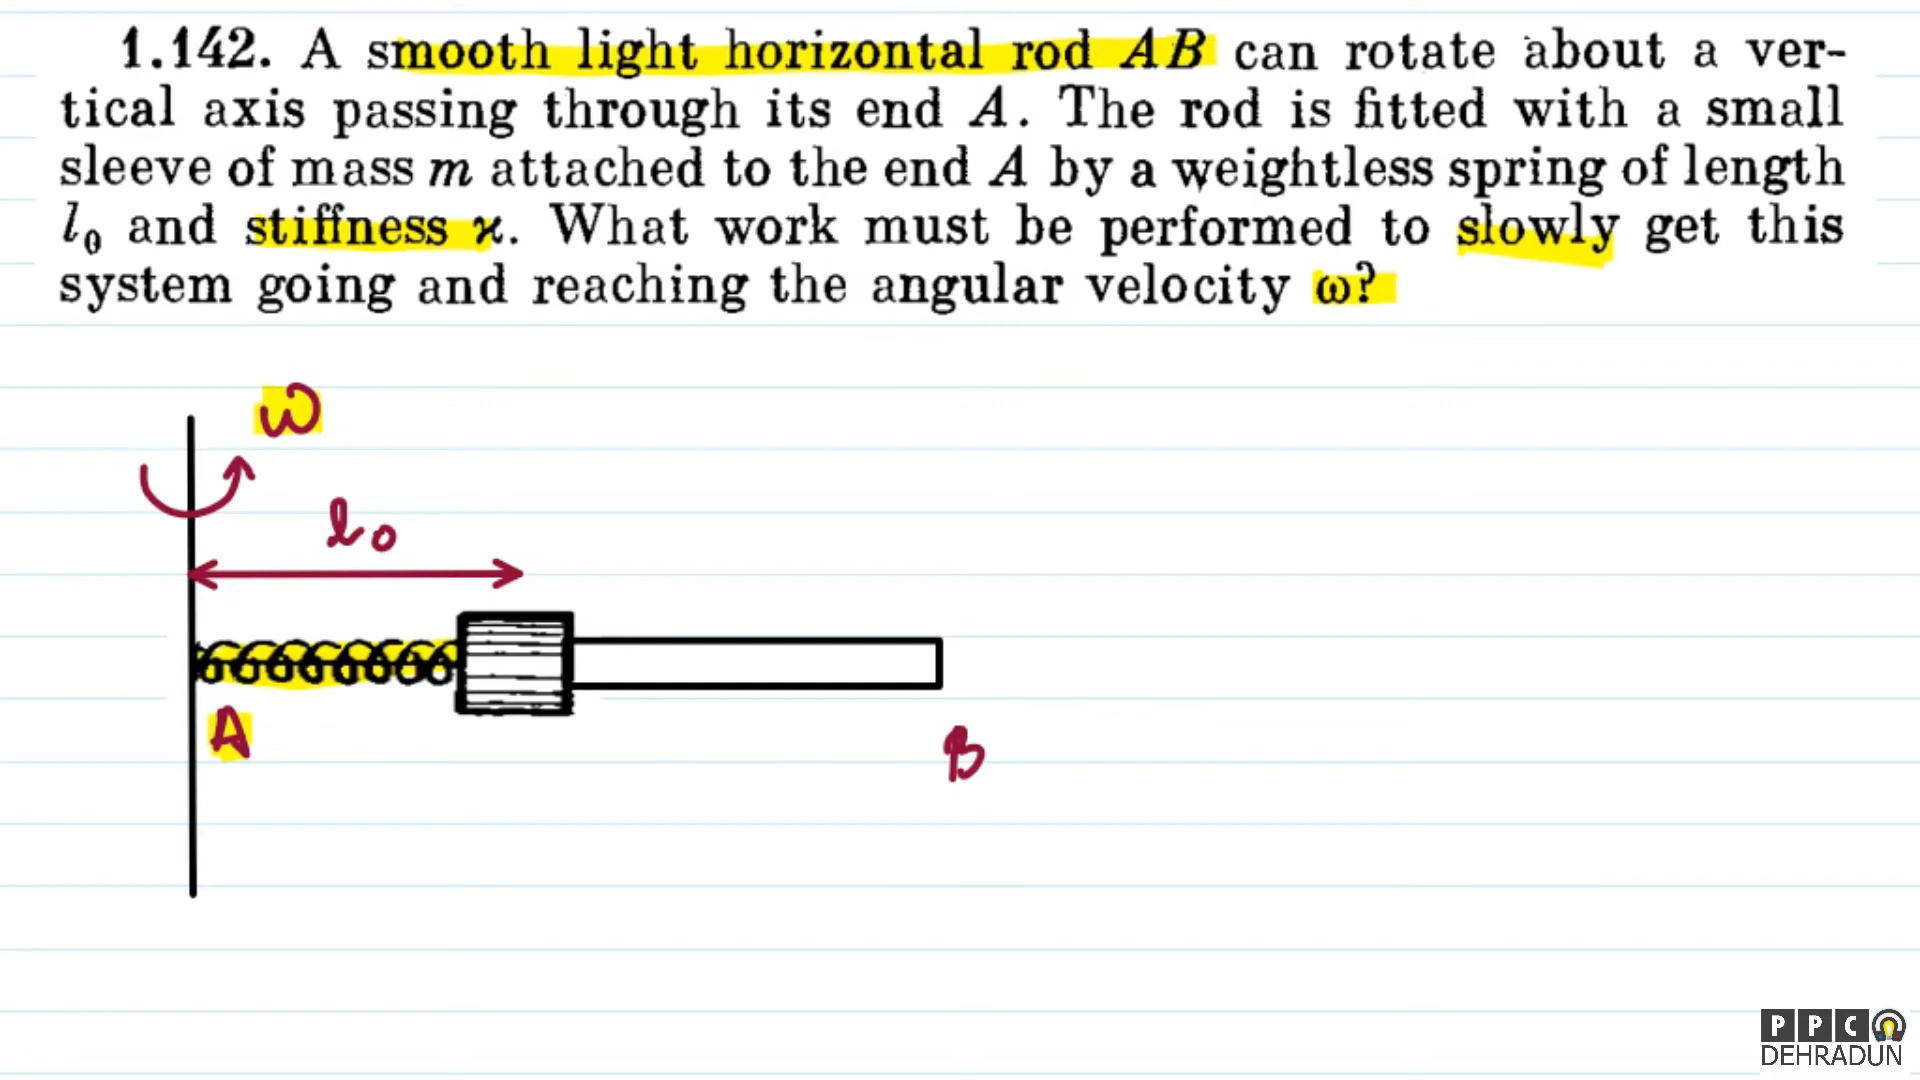 1.142. A smooth light horizontal rod AB can rotate about a ver-
tical axis passing through its end A. The rod is fitted with a small
sleeve of mass m attached to the end A by a weightless spring of length
l₀ and stiffness ϰ. What work must be performed to slowly get this
system going and reaching the angular velocity ω?
ω
l₀
A
B
PPC
DEHRADUN